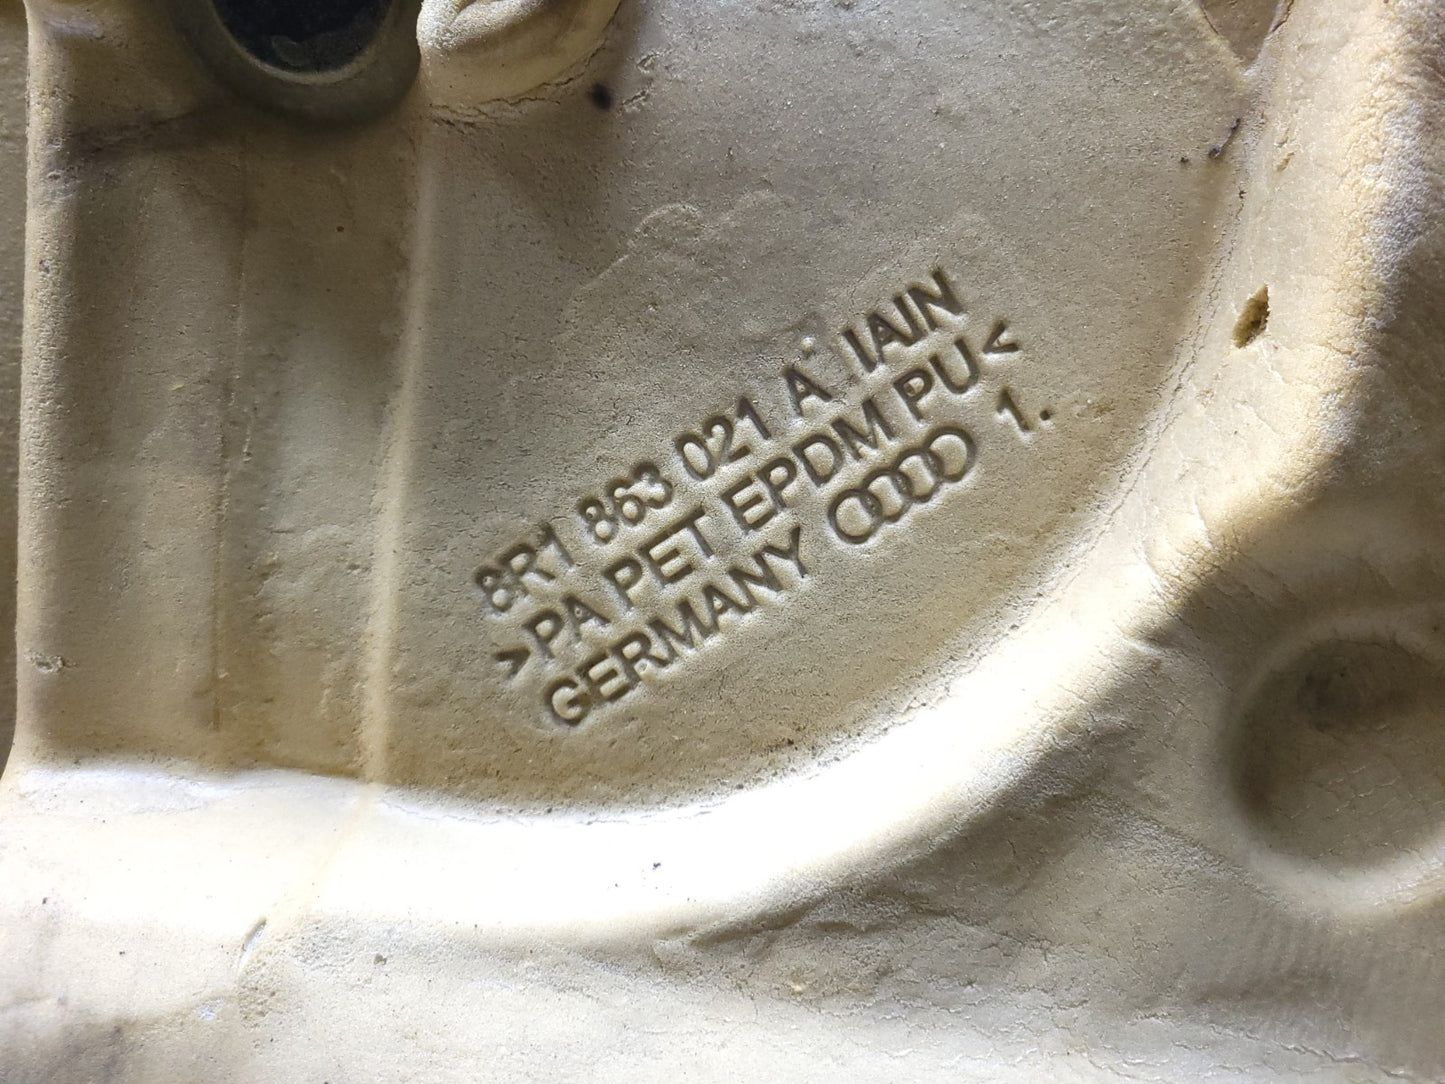 8R1 863 021 A IAIN
>PA PET EPDM PU<
GERMANY 1.